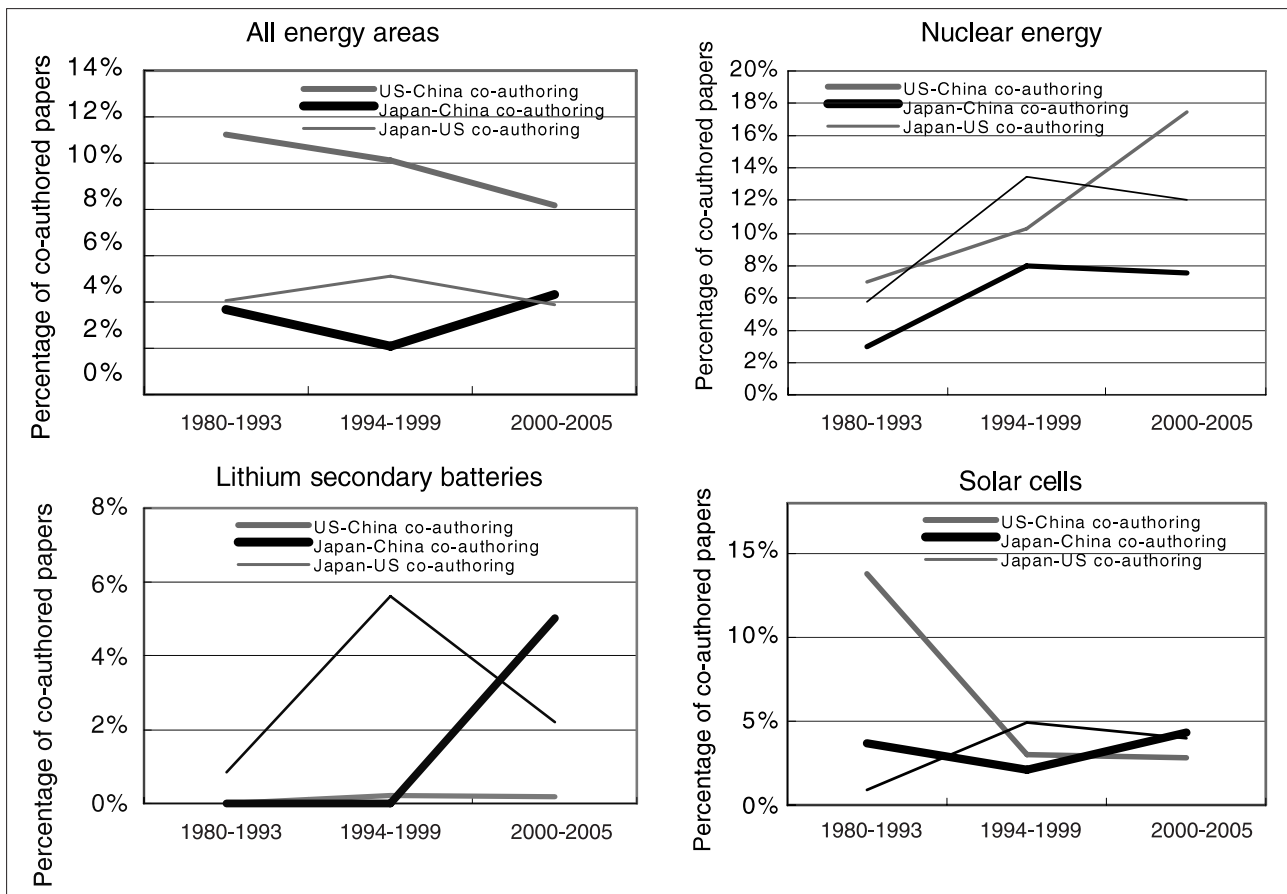 All energy areas
Percentage of co-authored papers
14%
12%
10%
8%
6%
4%
2%
0%
US-China co-authoring
Japan-China co-authoring
Japan-US co-authoring
1980-1993 1994-1999 2000-2005
Nuclear energy
Percentage of co-authored papers
20%
18%
16%
14%
12%
10%
8%
6%
4%
2%
0%
US-China co-authoring
Japan-China co-authoring
Japan-US co-authoring
1980-1993 1994-1999 2000-2005
Lithium secondary batteries
Percentage of co-authored papers
8%
6%
4%
2%
0%
US-China co-authoring
Japan-China co-authoring
Japan-US co-authoring
1980-1993 1994-1999 2000-2005
Solar cells
Percentage of co-authored papers
15%
10%
5%
0%
US-China co-authoring
Japan-China co-authoring
Japan-US co-authoring
1980-1993 1994-1999 2000-2005